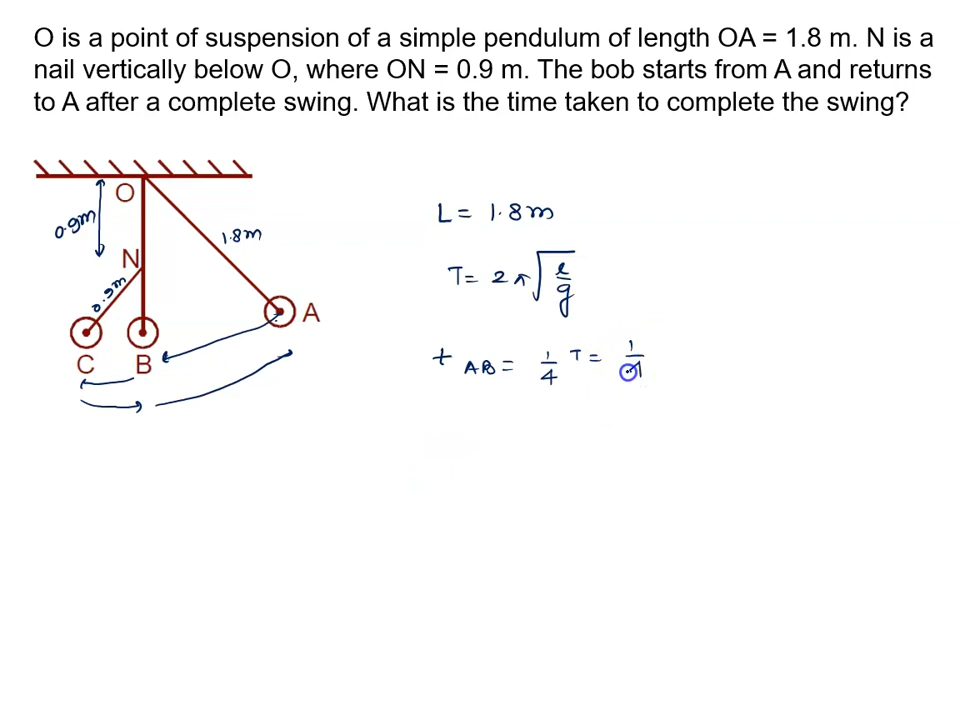 O is a point of suspension of a simple pendulum of length OA = 1.8 m. N is a
nail vertically below O, where ON = 0.9 m. The bob starts from A and returns
to A after a complete swing. What is the time taken to complete the swing?
O
0.9m
1.8m
N
0.9m
A
C B
L = 1.8m
T = 2π√(l/g)
t AB = 1/4 T =